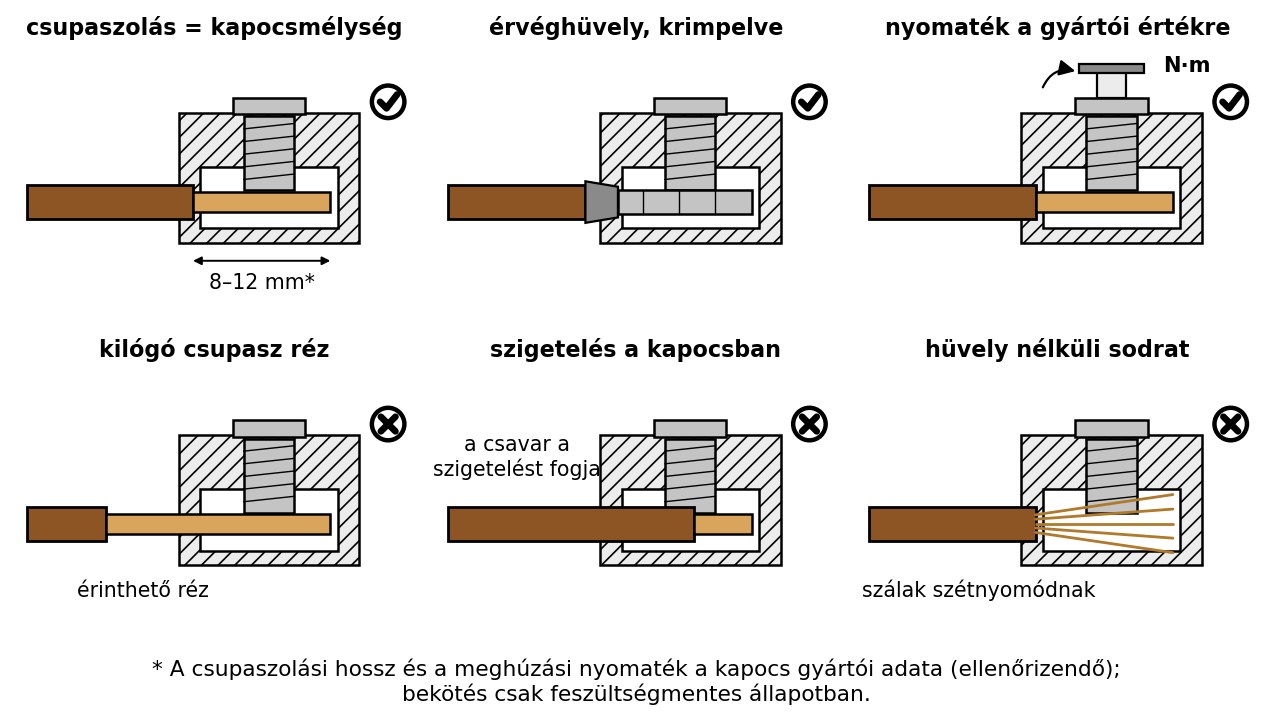 csupaszolás = kapocsmélység
érvéghüvely, krimpelve
nyomaték a gyártói értékre
N·m
8–12 mm*
kilógó csupasz réz
szigetelés a kapocsban
hüvely nélküli sodrat
a csavar a
szigetelést fogja
érinthető réz
szálak szétnyomódnak
* A csupaszolási hossz és a meghúzási nyomaték a kapocs gyártói adata (ellenőrizendő);
bekötés csak feszültségmentes állapotban.